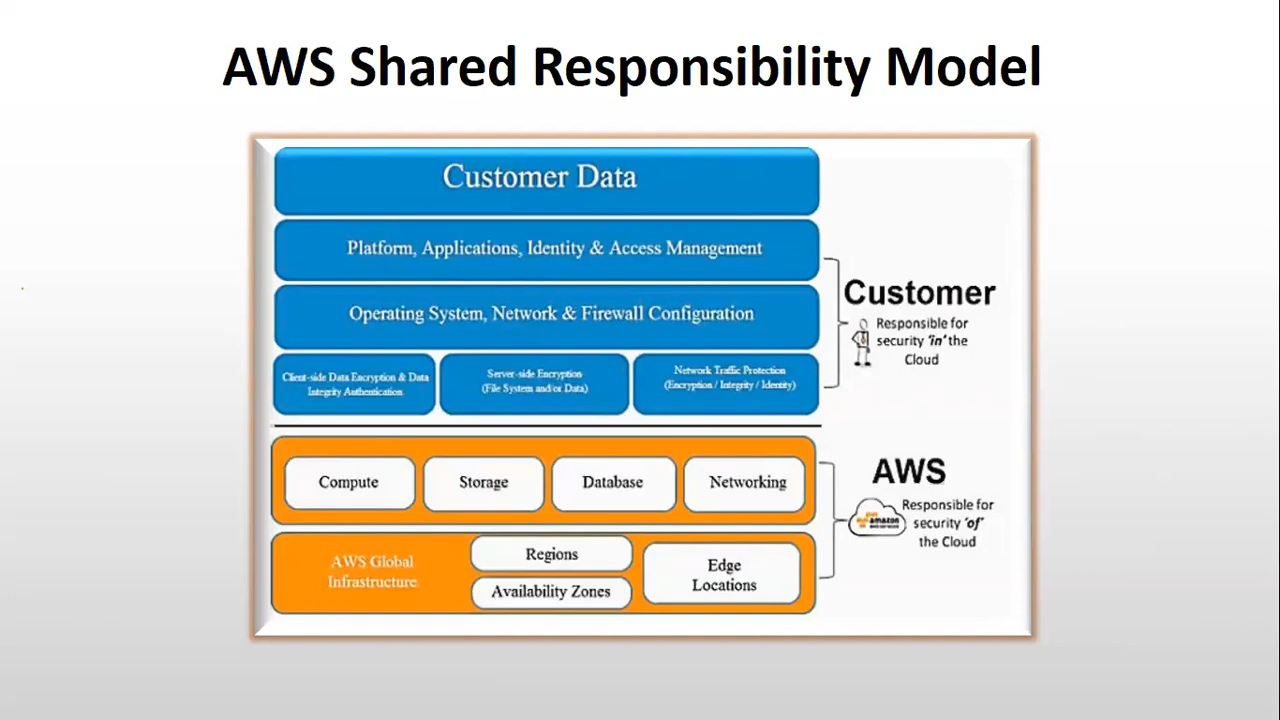 AWS Shared Responsibility Model
Customer Data
Platform, Applications, Identity & Access Management
Operating System, Network & Firewall Configuration
Client-side Data Encryption & Data
Integrity Authentication
Server-side Encryption
(File System and/or Data)
Network Traffic Protection
(Encryption / Integrity / Identity)
Customer
Responsible for
security 'in' the
Cloud
Compute
Storage
Database
Networking
AWS Global
Infrastructure
Regions
Availability Zones
Edge
Locations
AWS
Responsible for
security 'of'
the Cloud
amazon